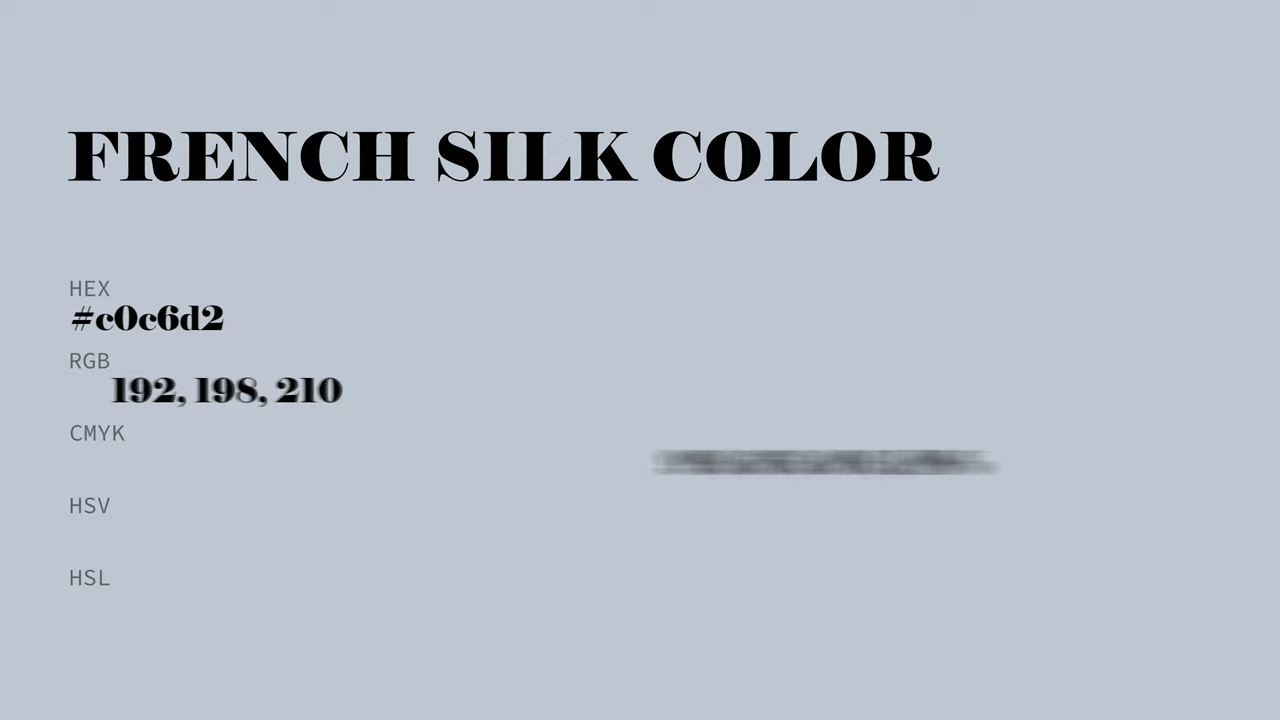 FRENCH SILK COLOR
HEX
#c0c6d2
RGB
192, 198, 210
CMYK
HSV
HSL